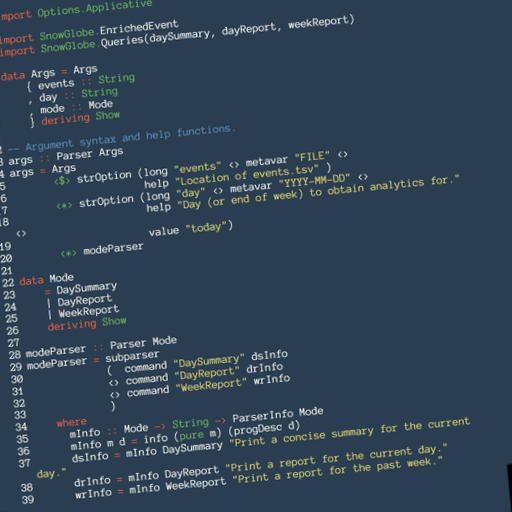 import Options.Applicative
import SnowGlobe.EnrichedEvent
import SnowGlobe.Queries(daySummary, dayReport, weekReport)
data Args = Args
{ events :: String
, day :: String
, mode :: Mode
} deriving Show
2 -- Argument syntax and help functions.
3 args :: Parser Args
4 args = Args
5 <$> strOption (long "events" <> metavar "FILE" <>
6 help "Location of events.tsv" )
7 <*> strOption (long "day" <> metavar "YYYY-MM-DD" <>
18 help "Day (or end of week) to obtain analytics for."
<>
19 value "today")
20 <*> modeParser
21
22 data Mode
23 = DaySummary
24 | DayReport
25 | WeekReport
26 deriving Show
27
28 modeParser :: Parser Mode
29 modeParser = subparser
30 ( command "DaySummary" dsInfo
31 <> command "DayReport" drInfo
32 <> command "WeekReport" wrInfo
33 )
34 where
35 mInfo :: Mode -> String -> ParserInfo Mode
36 mInfo m d = info (pure m) (progDesc d)
37 dsInfo = mInfo DaySummary "Print a concise summary for the current
day."
38 drInfo = mInfo DayReport "Print a report for the current day."
39 wrInfo = mInfo WeekReport "Print a report for the past week."